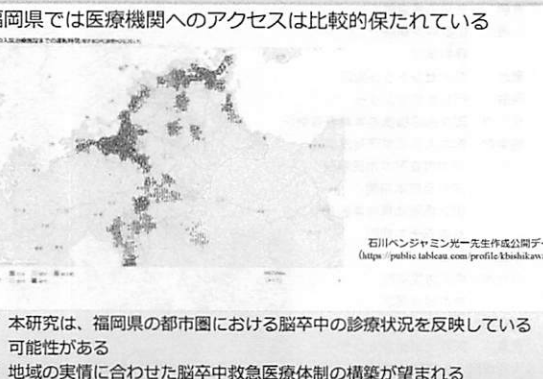 岡県では医療機関へのアクセスは比較的保たれている
石川ベンジャミン光一先生作成公開デー
(https://public.tableau.com/profile/kbishikawa
本研究は、福岡県の都市圏における脳卒中の診療状況を反映している
可能性がある
地域の実情に合わせた脳卒中救急医療体制の構築が望まれる